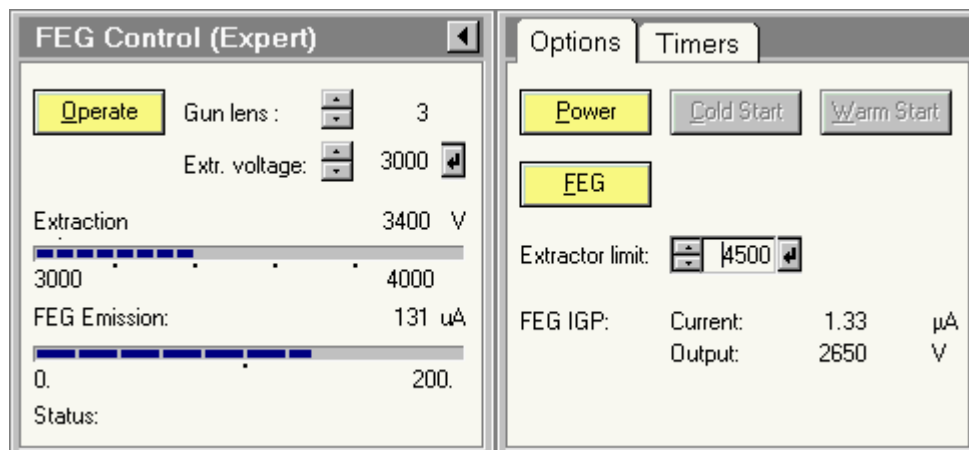 FEG Control (Expert)
Operate
Gun lens :
3
Extr. voltage:
3000
Extraction
3400 V
3000
4000
FEG Emission:
131 uA
0.
200.
Status:
Options
Timers
Power
Cold Start
Warm Start
FEG
Extractor limit:
4500
FEG IGP:
Current:
1.33
µA
Output:
2650
V